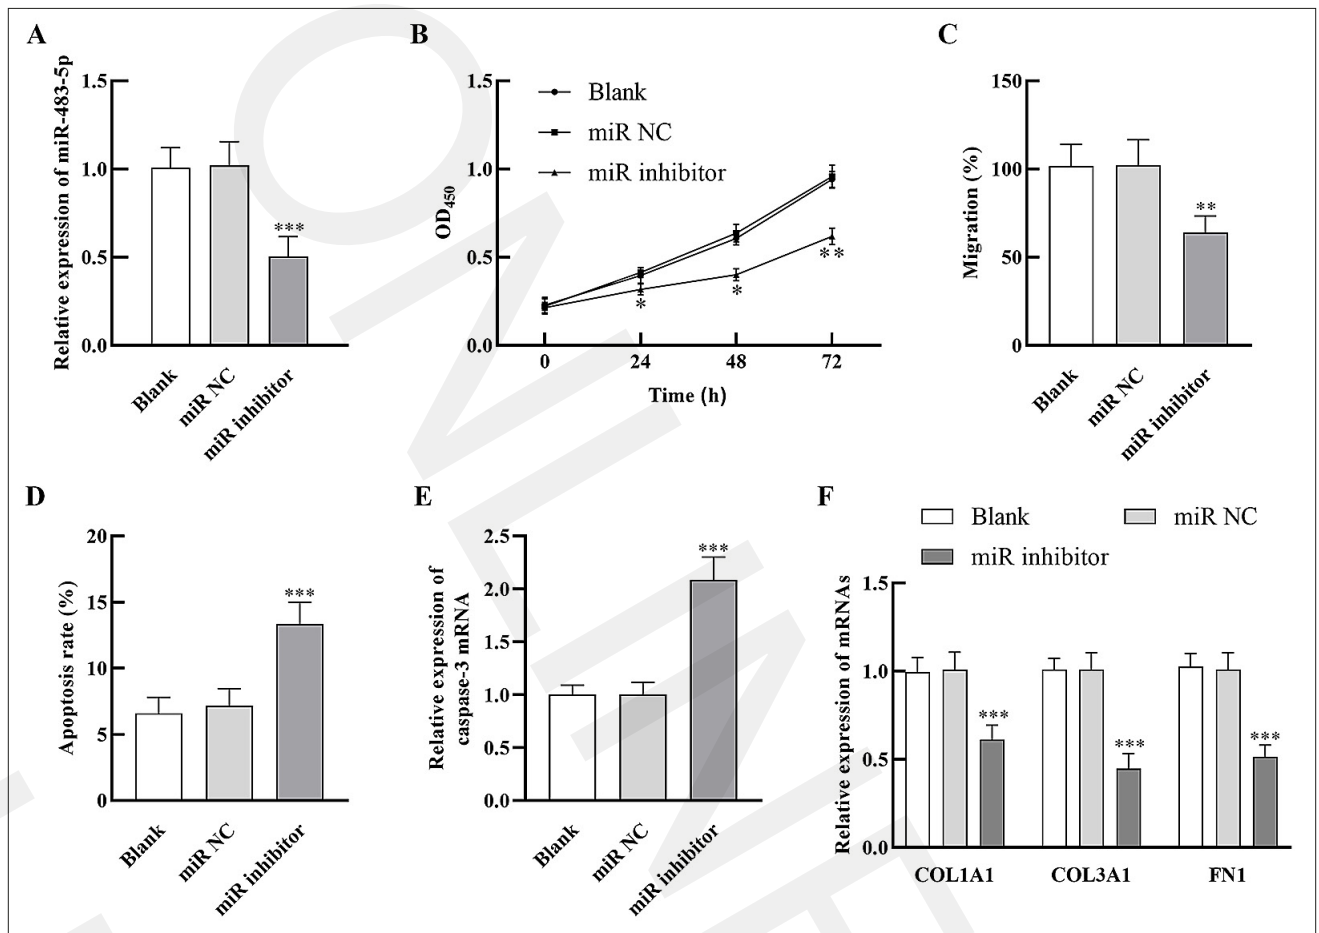 A
Relative expression of miR-483-5p
1.5
1.0
0.5
0.0
***
Blank
miR NC
miR inhibitor
B
OD450
1.5
1.0
0.5
0.0
Blank
miR NC
miR inhibitor
*
*
**
0 24 48 72
Time (h)
C
Migration (%)
150
100
50
0
**
Blank
miR NC
miR inhibitor
D
Apoptosis rate (%)
20
15
10
5
0
***
Blank
miR NC
miR inhibitor
E
Relative expression of
caspase-3 mRNA
2.5
2.0
1.5
1.0
0.5
0.0
***
Blank
miR NC
miR inhibitor
F
Blank
miR NC
miR inhibitor
Relative expression of mRNAs
1.5
1.0
0.5
0.0
***
***
***
COL1A1 COL3A1 FN1
ONLINE